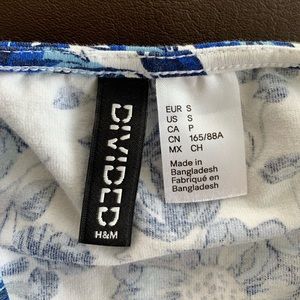 DIVIDED
H&M
EUR S
US S
CA P
CN 165/88A
MX CH
Made in
Bangladesh
Fabriqué en
Bangladesh